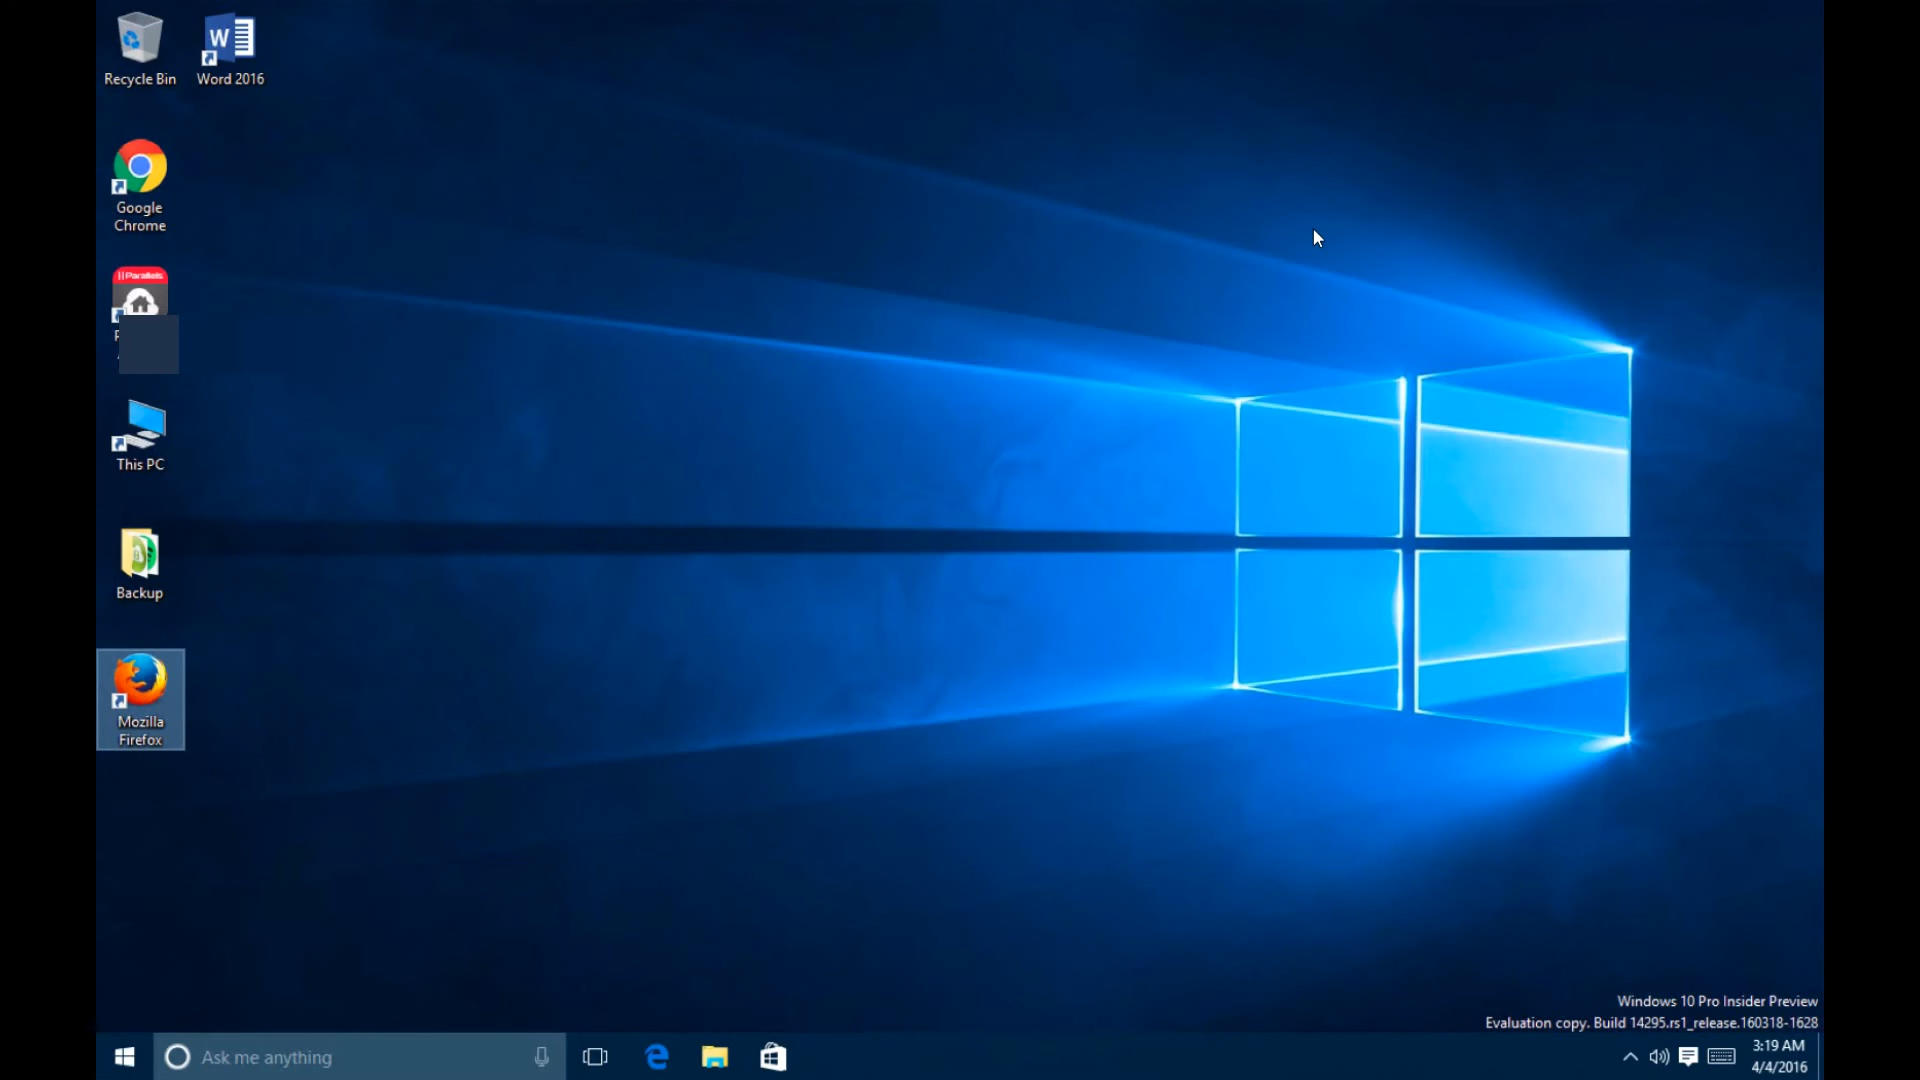 Recycle Bin
Word 2016
W
Google
Chrome
Parallels
This PC
Backup
Mozilla
Firefox
Windows 10 Pro Insider Preview
Evaluation copy. Build 14295.rs1_release.160318-1628
Ask me anything
3:19 AM
4/4/2016